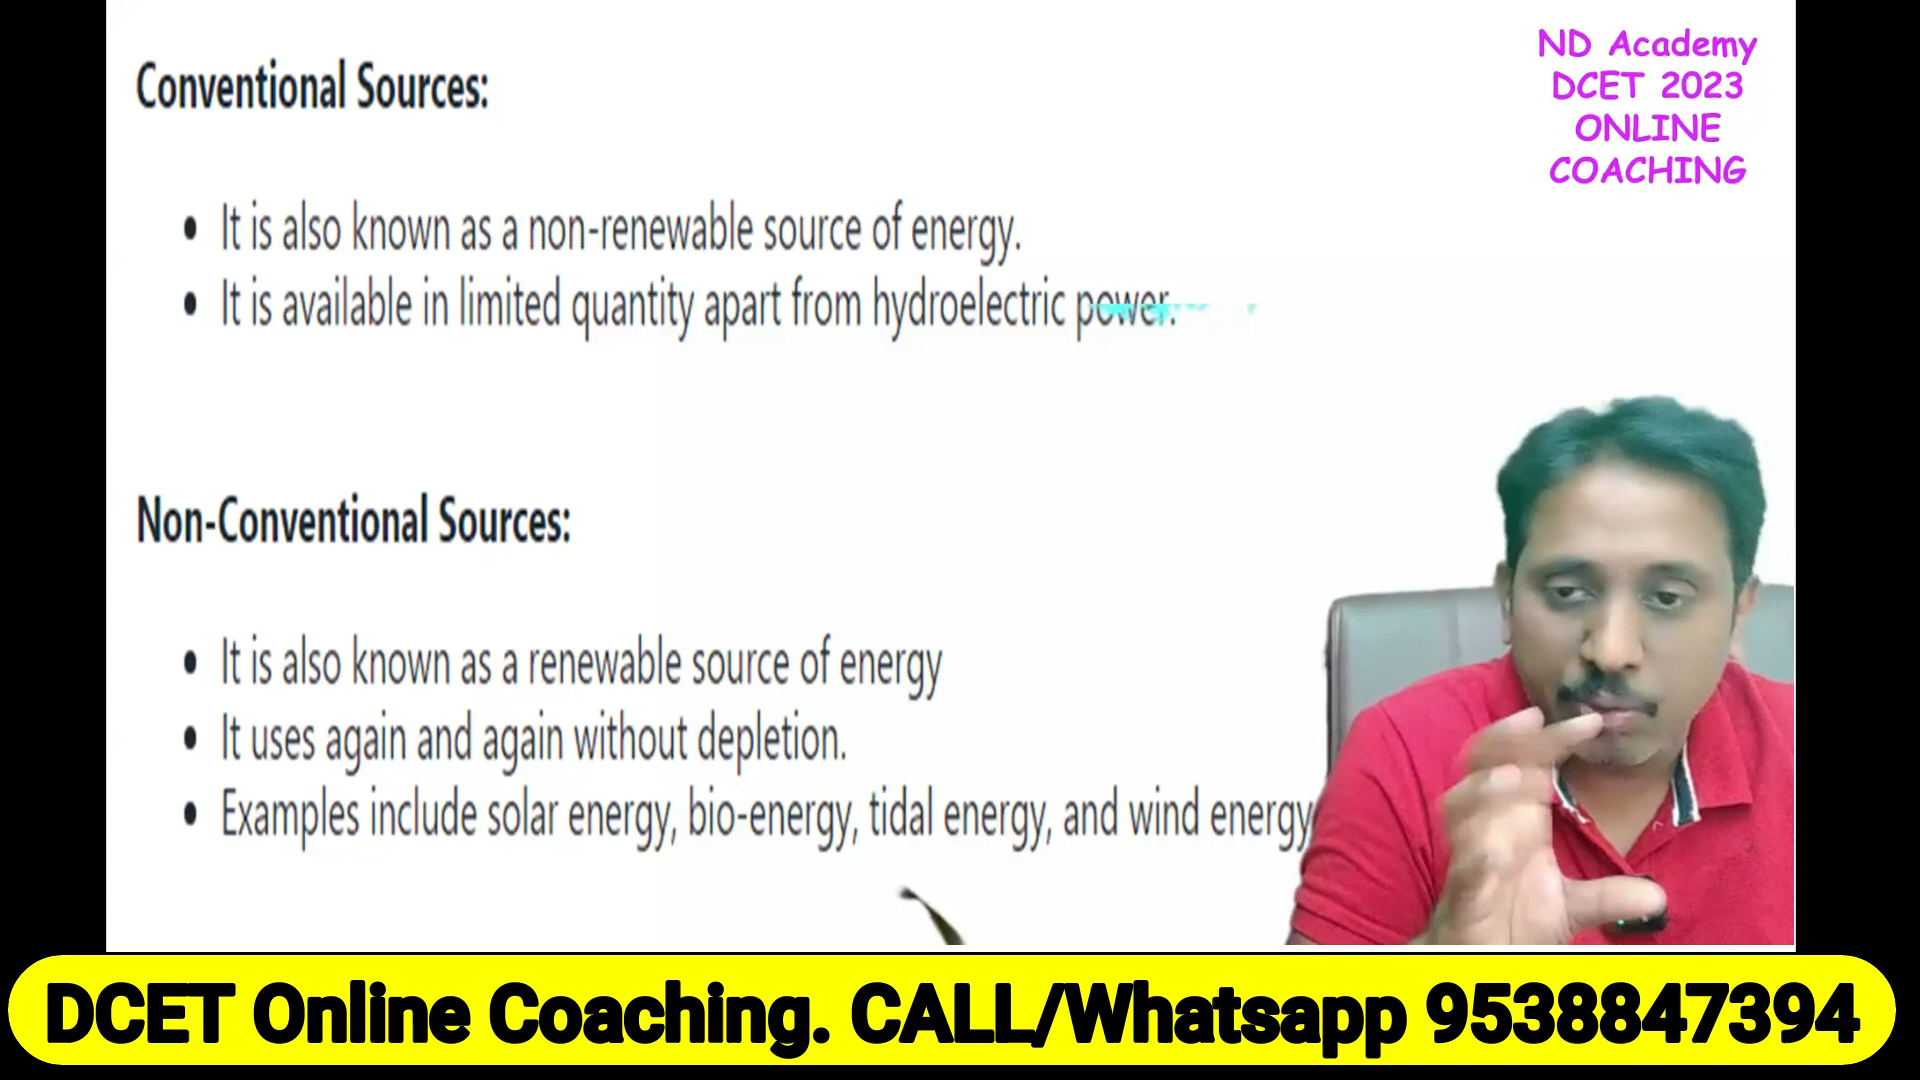 Conventional Sources:
ND Academy
DCET 2023
ONLINE
COACHING
• It is also known as a non-renewable source of energy.
• It is available in limited quantity apart from hydroelectric power.
Non-Conventional Sources:
• It is also known as a renewable source of energy
• It uses again and again without depletion.
• Examples include solar energy, bio-energy, tidal energy, and wind energy
DCET Online Coaching. CALL/Whatsapp 9538847394